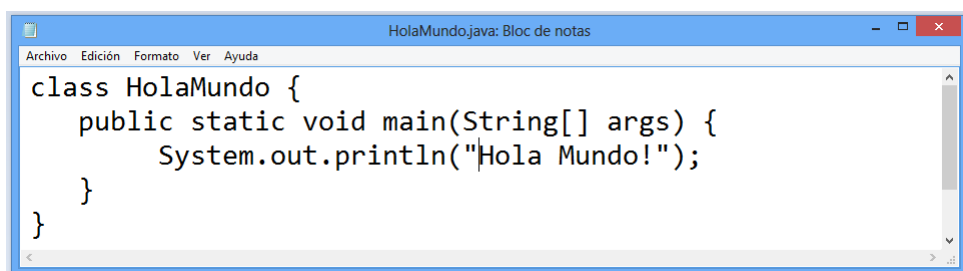 HolaMundo.java: Bloc de notas
Archivo Edición Formato Ver Ayuda
class HolaMundo {
public static void main(String[] args) {
System.out.println("Hola Mundo!");
}
}